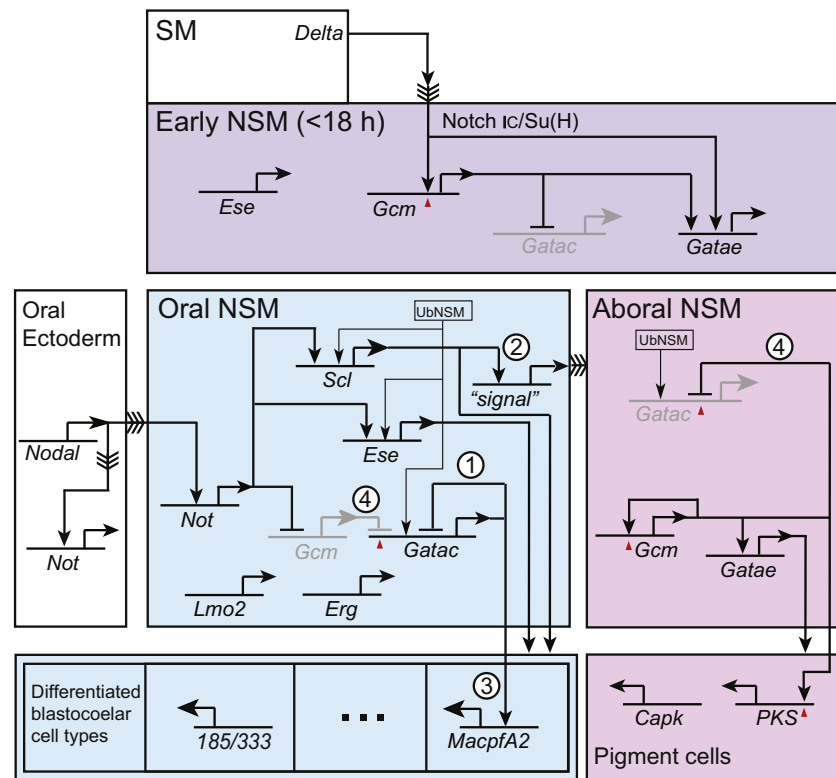 SM
Delta
Early NSM (<18 h)
Notch IC/Su(H)
Ese
Gcm
Gatac
Gatae
Oral
Ectoderm
Oral NSM
UbNSM
Aboral NSM
UbNSM
4
2
Scl
"signal"
Gatac
Nodal
Ese
1
4
Not
Gcm
Gatac
Gcm
Gatae
Not
Lmo2
Erg
Differentiated
blastocoelar
cell types
185/333
...
3
MacpfA2
Capk
PKS
Pigment cells